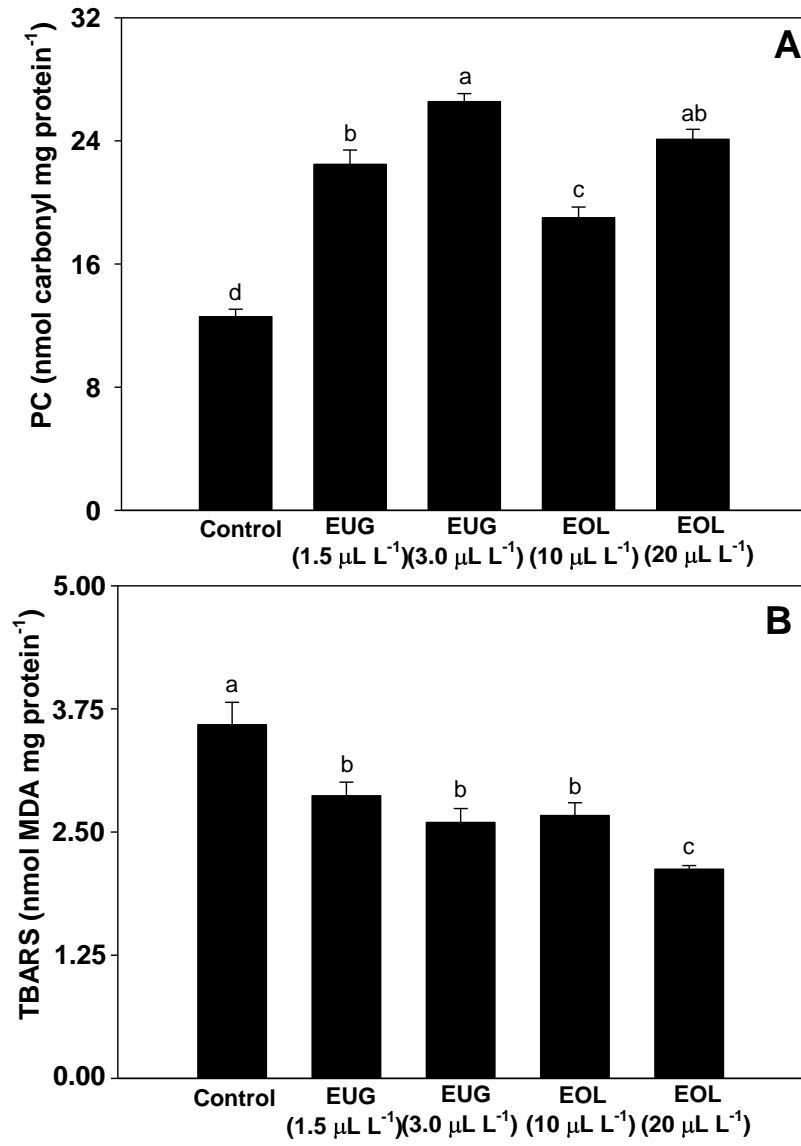 A
PC (nmol carbonyl mg protein⁻¹)
32
24
16
8
0
d
b
a
c
ab
Control
EUG
(1.5 μL L⁻¹)
EUG
(3.0 μL L⁻¹)
EOL
(10 μL L⁻¹)
EOL
(20 μL L⁻¹)
B
TBARS (nmol MDA mg protein⁻¹)
5.00
3.75
2.50
1.25
0.00
a
b
b
b
c
Control
EUG
(1.5 μL L⁻¹)
EUG
(3.0 μL L⁻¹)
EOL
(10 μL L⁻¹)
EOL
(20 μL L⁻¹)